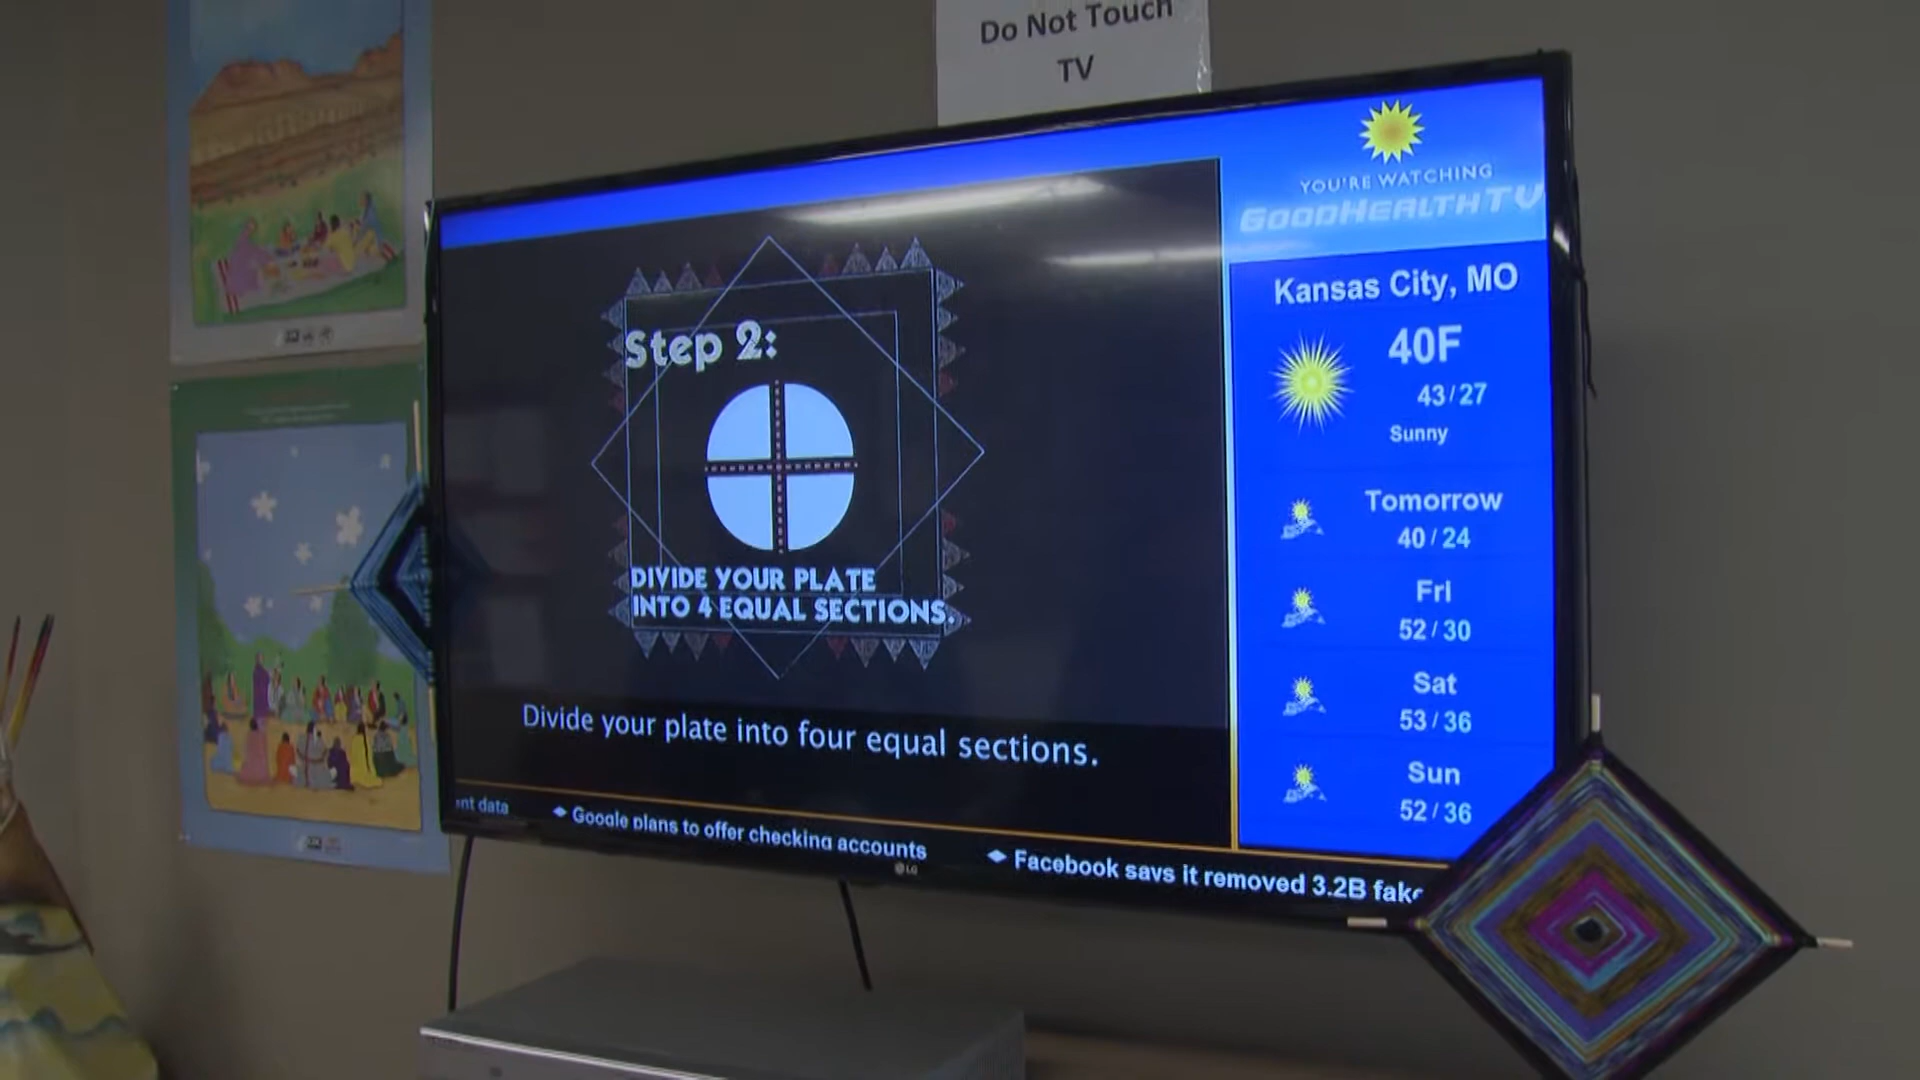 Do Not Touch
TV
YOU'RE WATCHING
GOODHEALTHTV
Step 2:
DIVIDE YOUR PLATE
INTO 4 EQUAL SECTIONS.
Divide your plate into four equal sections.
Kansas City, MO
40F
43/27
Sunny
Tomorrow
40/24
Fri
52/30
Sat
53/36
Sun
52/36
nt data ◆ Google plans to offer checking accounts ◆ Facebook says it removed 3.2B fake
LG